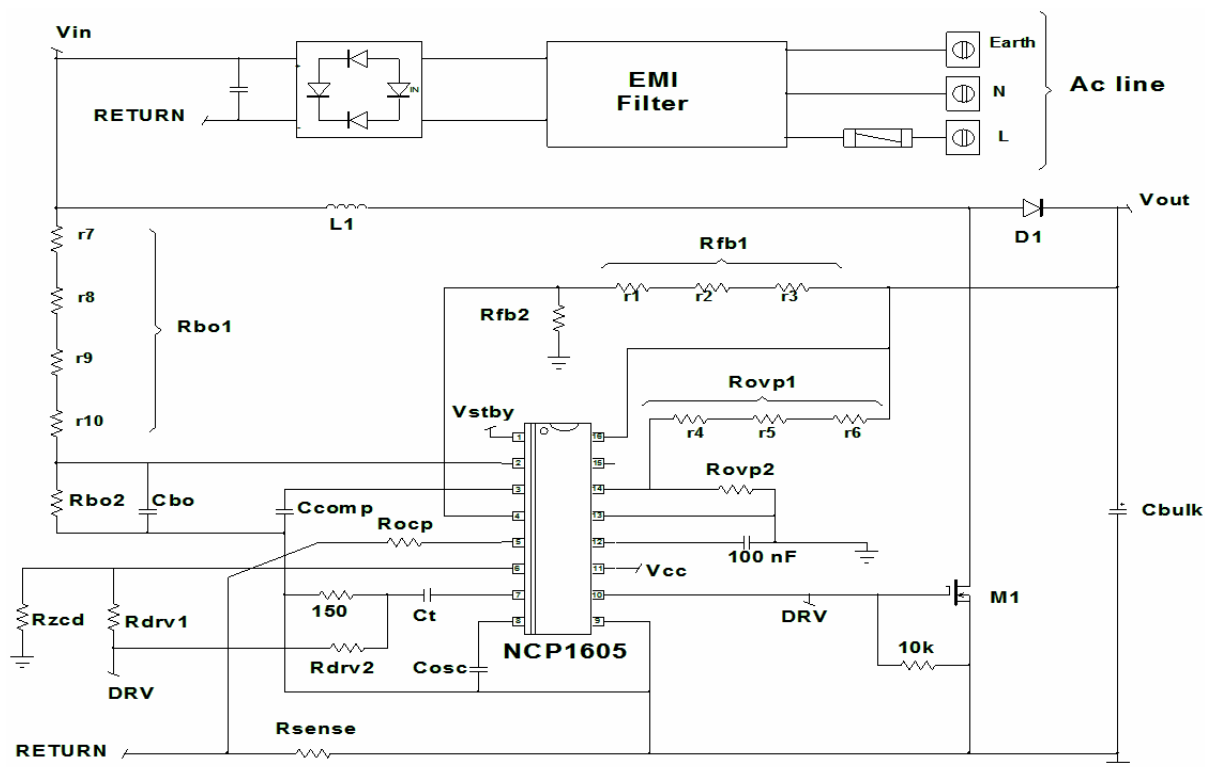 Vin
RETURN
IN
EMI
Filter
Earth
N
L
Ac line
L1
D1
Vout
r7
r8
r9
r10
Rbo1
Rfb1
r1 r2 r3
Rfb2
Rovp1
r4 r5 r6
Vstby
1 16
2 15
3 14
4 13
5 12
6 11
7 10
8 9
Rovp2
Rbo2
Cbo
Ccomp
Rocp
100 nF
Cbulk
+
Vcc
Rzcd
Rdrv1
150
Ct
DRV
M1
Rdrv2
Cosc
NCP1605
10k
DRV
Rsense
RETURN